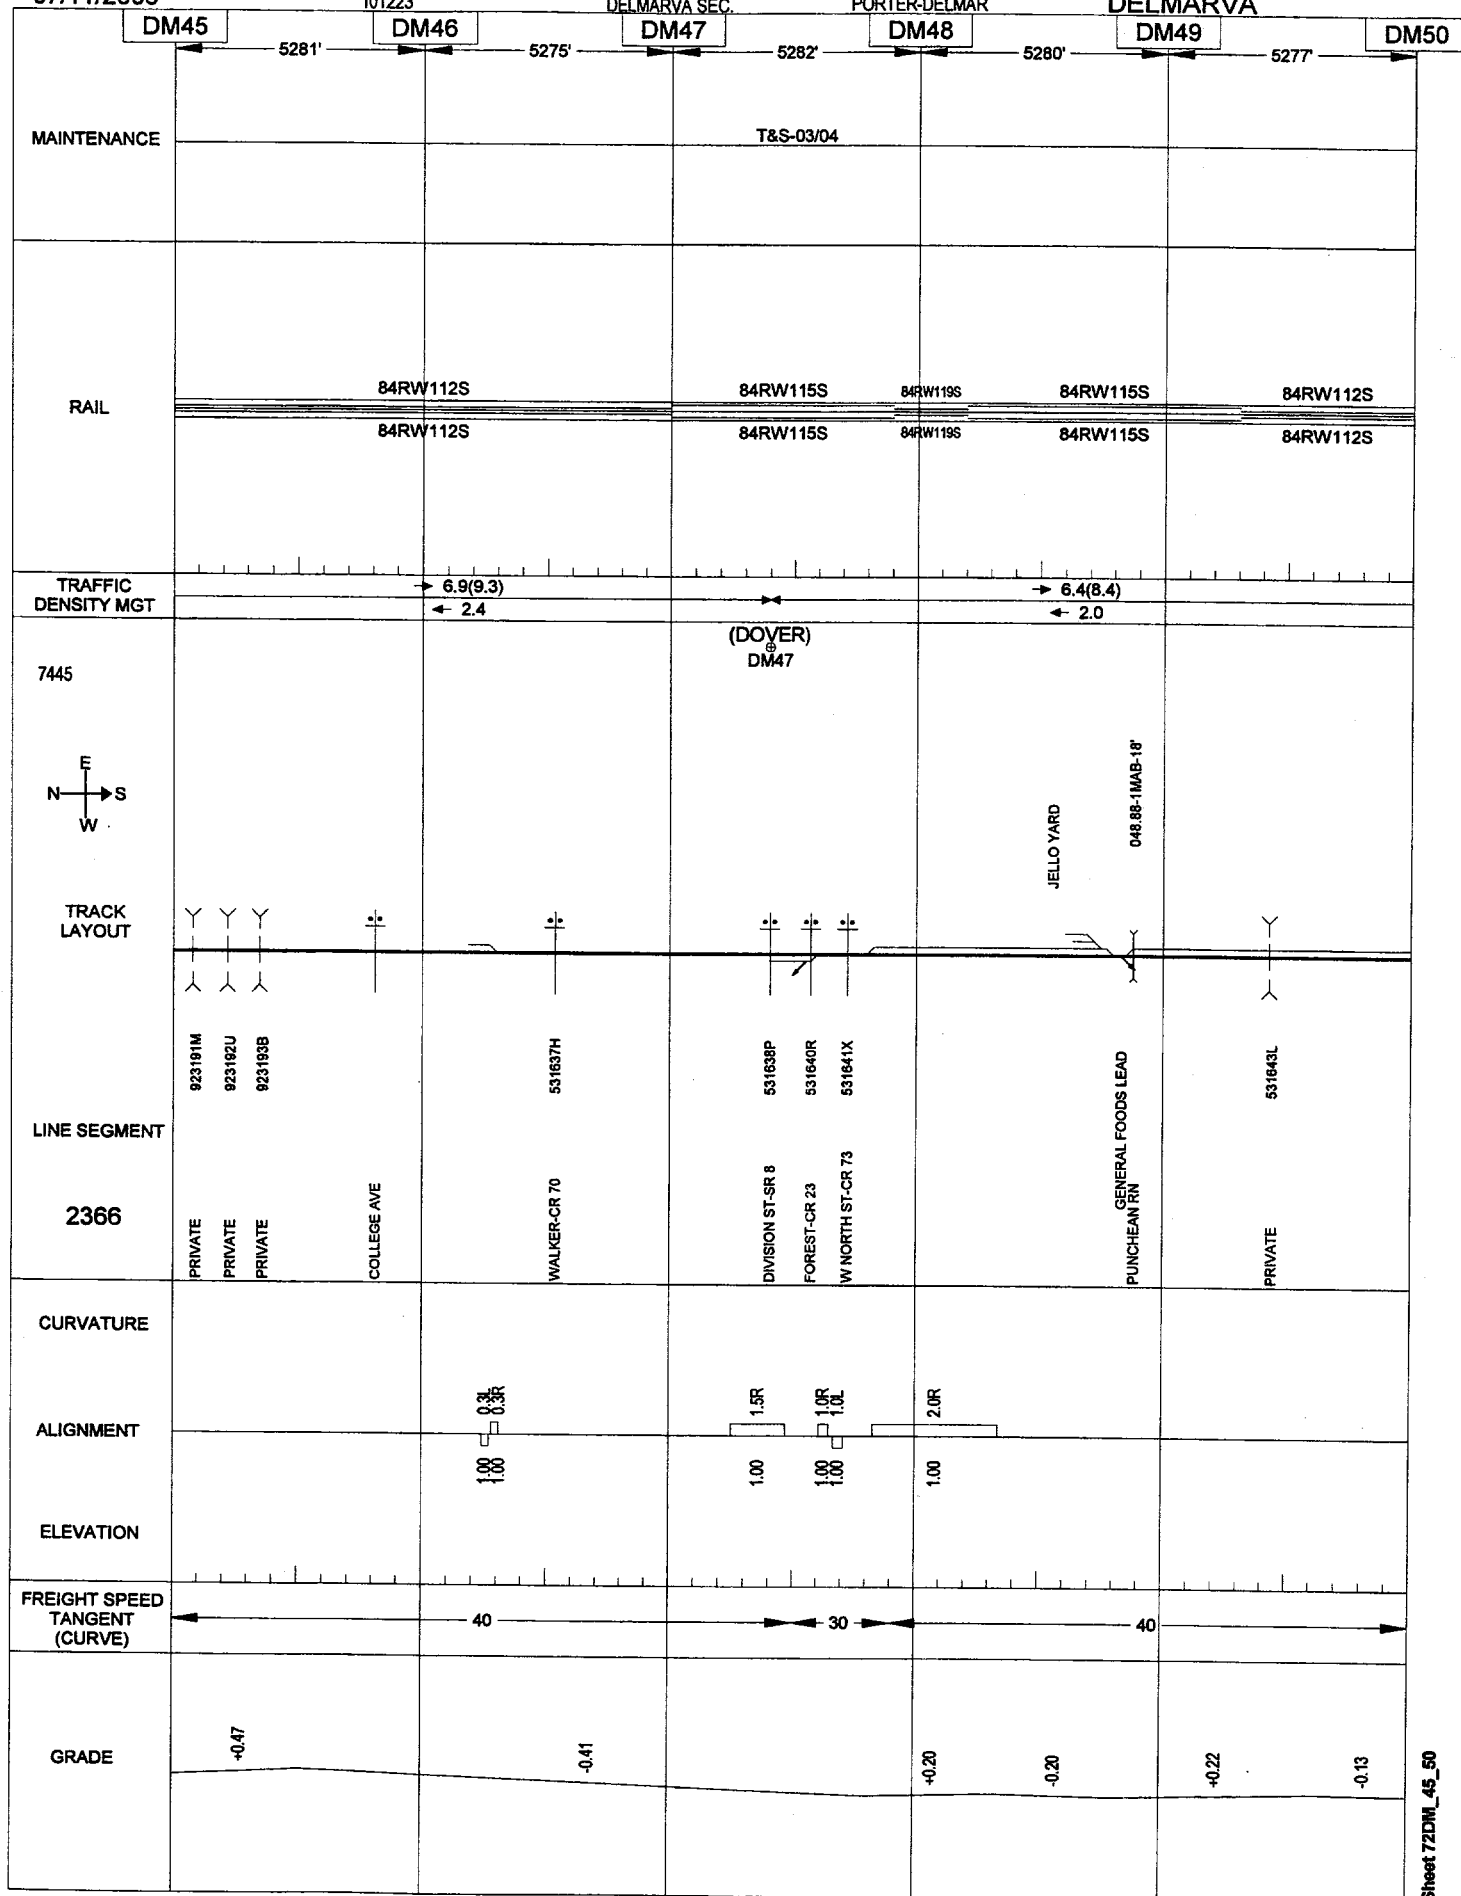 101223
DELMARVA SEC.
PORTER-DELMAR
DELMARVA
DM45
DM46
DM47
DM48
DM49
DM50
5281'
5275'
5282'
5280'
5277'
MAINTENANCE
T&S-03/04
RAIL
84RW112S
84RW115S
84RW119S
84RW115S
84RW112S
84RW112S
84RW115S
84RW119S
84RW115S
84RW112S
TRAFFIC
DENSITY MGT
6.9(9.3)
2.4
6.4(8.4)
2.0
(DOVER)
DM47
7445
E
N
S
W
JELLO YARD
048.88-1MAB-18'
TRACK
LAYOUT
923191M
923192U
923193B
531637H
531638P
531640R
531641X
531643L
LINE SEGMENT
2366
PRIVATE
PRIVATE
PRIVATE
COLLEGE AVE
WALKER-CR 70
DIVISION ST-SR 8
FOREST-CR 23
W NORTH ST-CR 73
GENERAL FOODS LEAD
PUNCHEAN RN
PRIVATE
CURVATURE
ALIGNMENT
0.3L
0.3R
1.5R
1.0R
1.0L
2.0R
1.00
1.00
1.00
1.00
1.00
1.00
ELEVATION
FREIGHT SPEED
TANGENT
(CURVE)
40
30
40
GRADE
+0.47
-0.41
+0.20
-0.20
+0.22
-0.13
Sheet 72DM_45_50